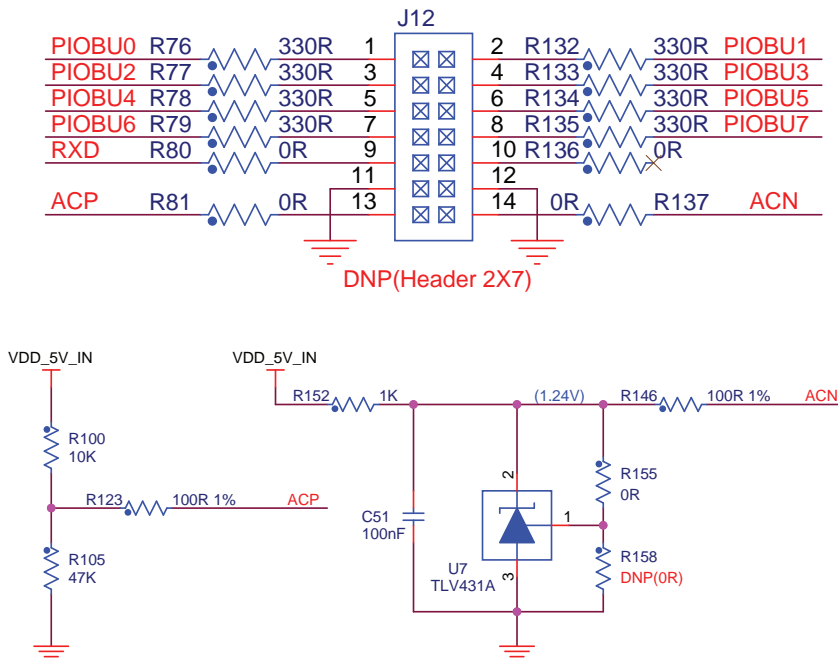 J12
PIOBU0 R76 330R 1 2 R132 330R PIOBU1
PIOBU2 R77 330R 3 4 R133 330R PIOBU3
PIOBU4 R78 330R 5 6 R134 330R PIOBU5
PIOBU6 R79 330R 7 8 R135 330R PIOBU7
RXD R80 0R 9 10 R136 0R
11 12
ACP R81 0R 13 14 0R R137 ACN
DNP(Header 2X7)
VDD_5V_IN
R100
10K
R123 100R 1% ACP
R105
47K
VDD_5V_IN
R152 1K (1.24V) R146 100R 1% ACN
R155
0R
C51
100nF
2
1
3
U7
TLV431A
R158
DNP(0R)